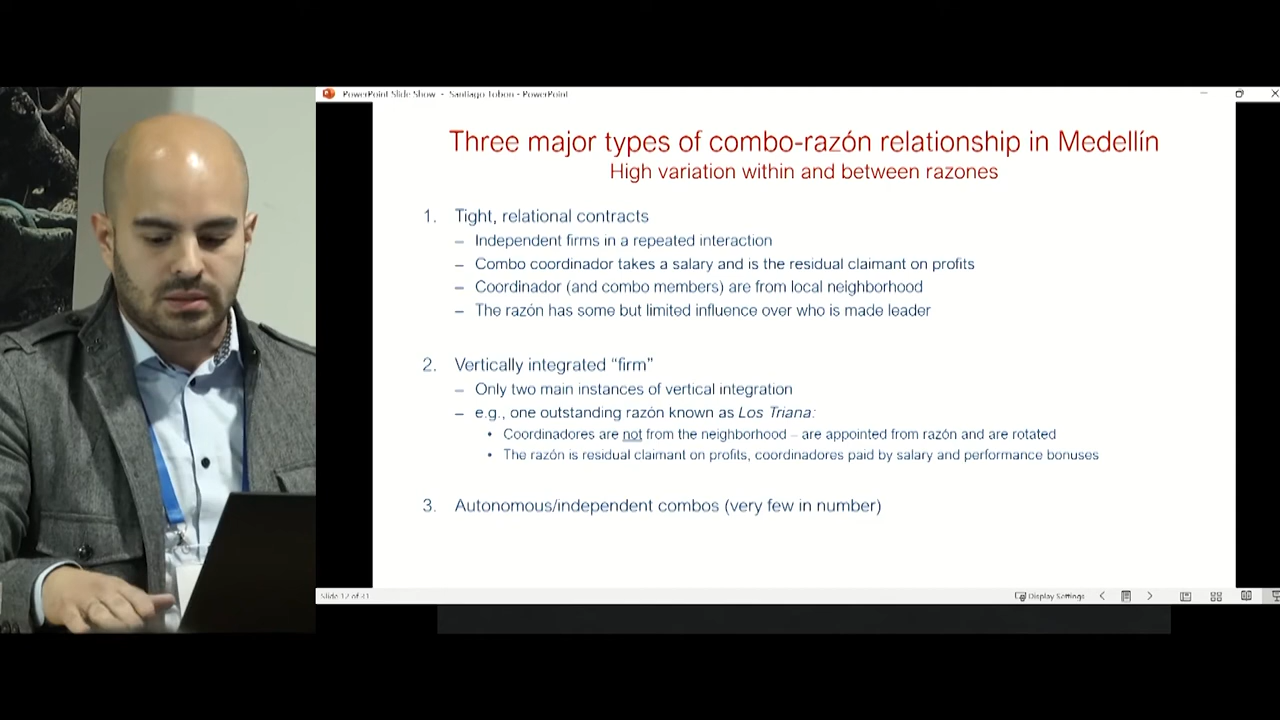 PowerPoint Slide Show - Santiago Tobon - PowerPoint
Three major types of combo-razón relationship in Medellín
High variation within and between razones
1. Tight, relational contracts
– Independent firms in a repeated interaction
– Combo coordinador takes a salary and is the residual claimant on profits
– Coordinator (and combo members) are from local neighborhood
– The razón has some but limited influence over who is made leader
2. Vertically integrated “firm”
– Only two main instances of vertical integration
– e.g., one outstanding razón known as Los Triana:
• Coordinadores are not from the neighborhood – are appointed from razón and are rotated
• The razón is residual claimant on profits, coordinadores paid by salary and performance bonuses
3. Autonomous/independent combos (very few in number)
Slide 12 of 31
Display Settings